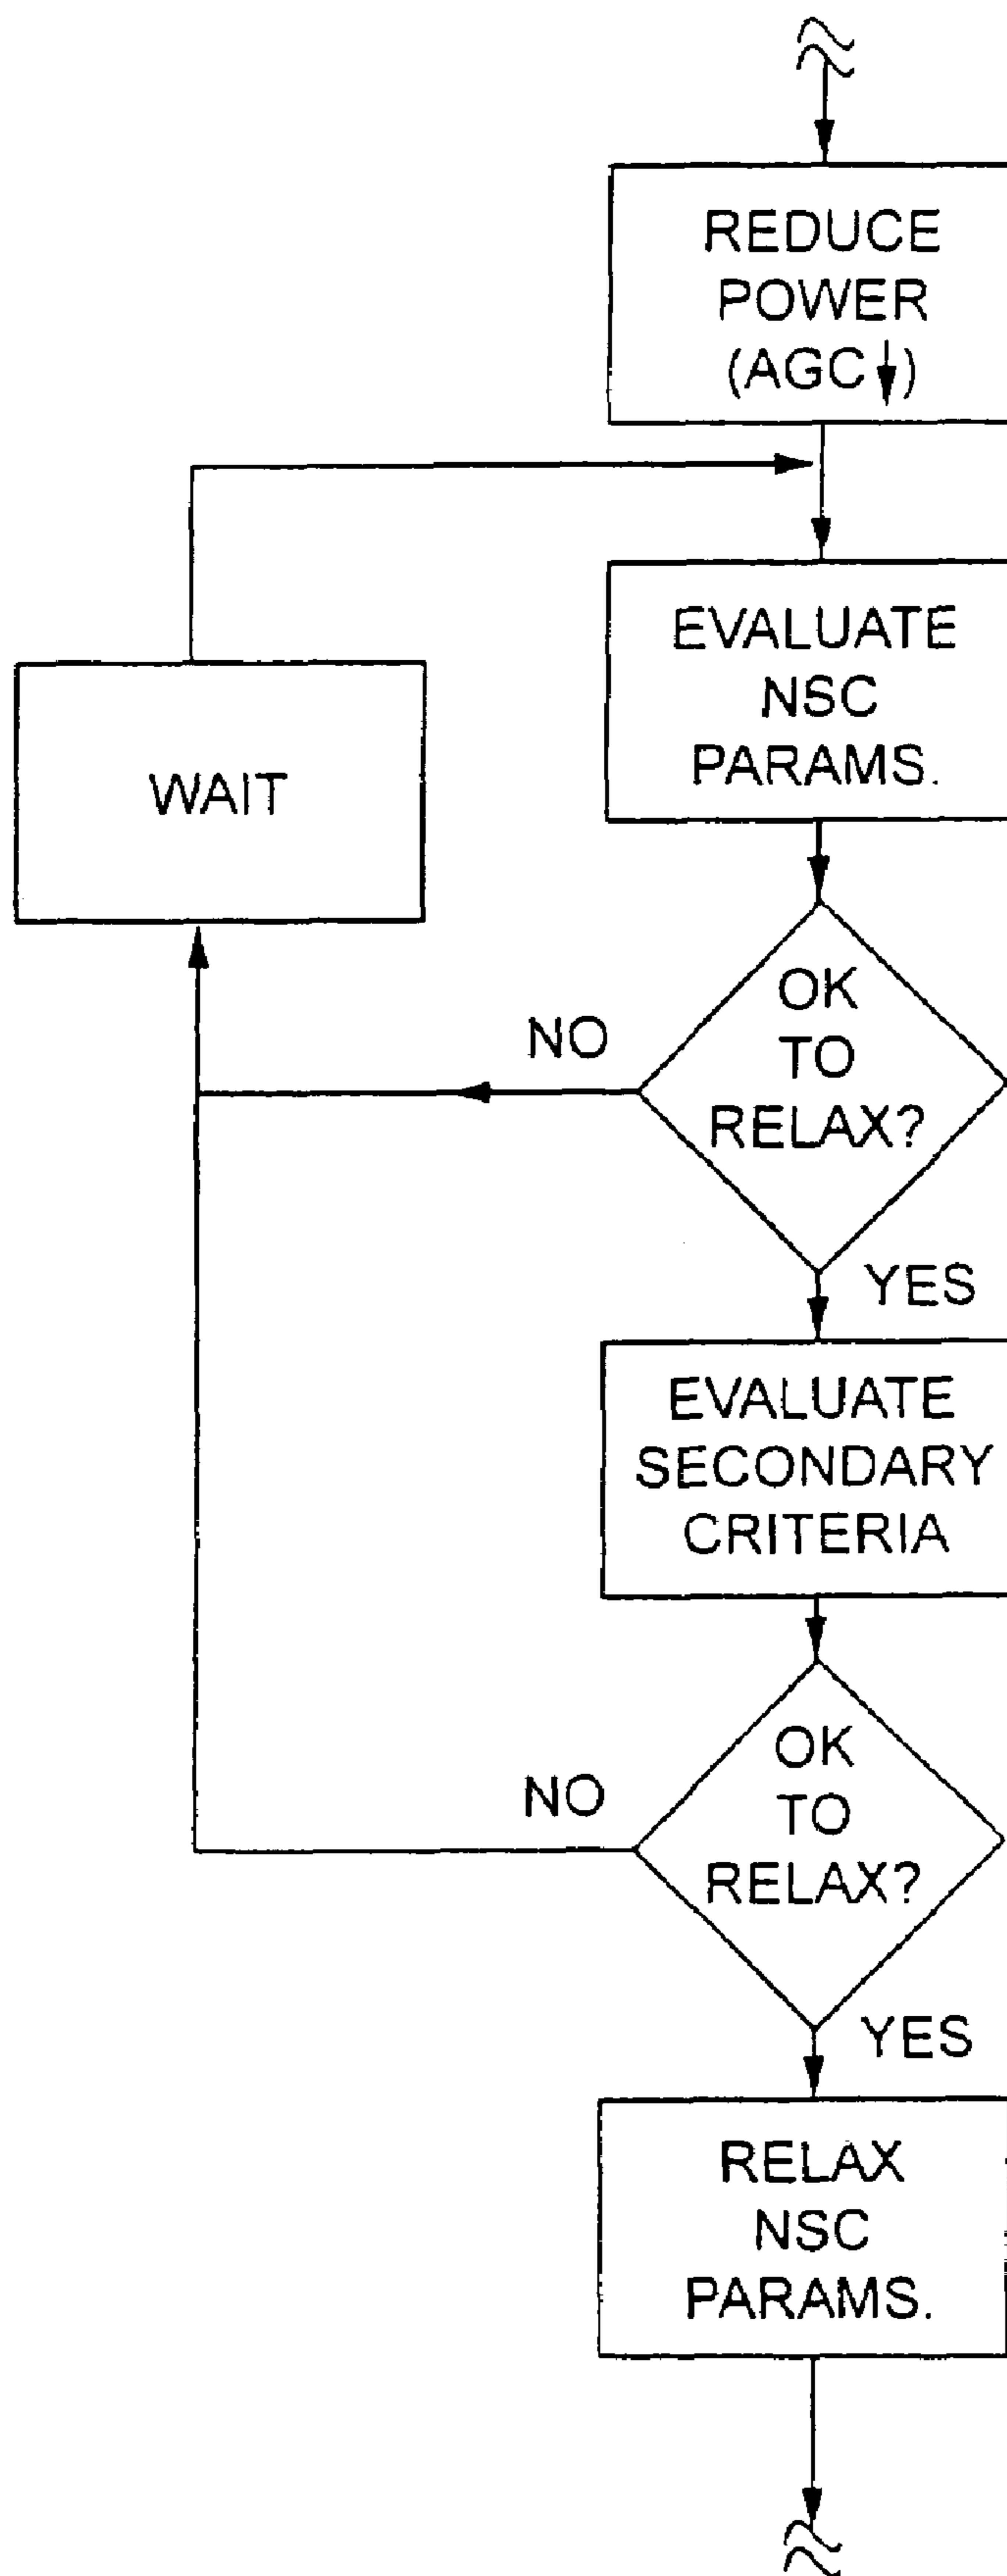 REDUCE
POWER
(AGC↓)
EVALUATE
NSC
PARAMS.
WAIT
OK
TO
RELAX?
NO
YES
EVALUATE
SECONDARY
CRITERIA
OK
TO
RELAX?
NO
YES
RELAX
NSC
PARAMS.